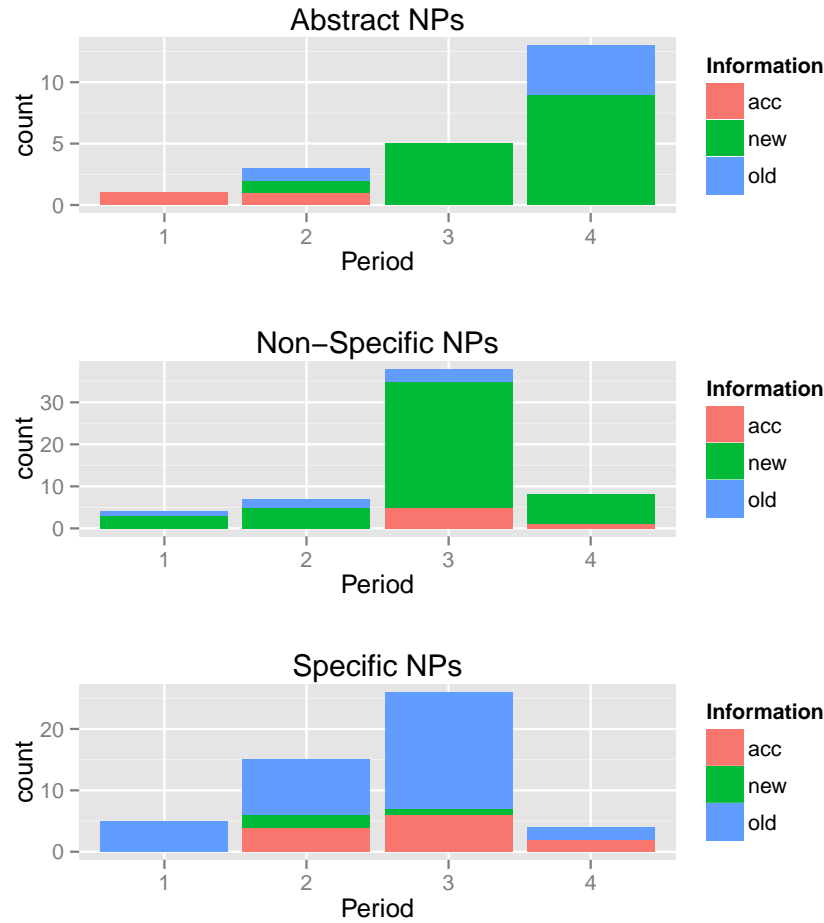 Abstract NPs
10
5
0
count
1 2 3 4
Period
Information
acc
new
old
Non−Specific NPs
30
20
10
0
count
1 2 3 4
Period
Information
acc
new
old
Specific NPs
20
10
0
count
1 2 3 4
Period
Information
acc
new
old